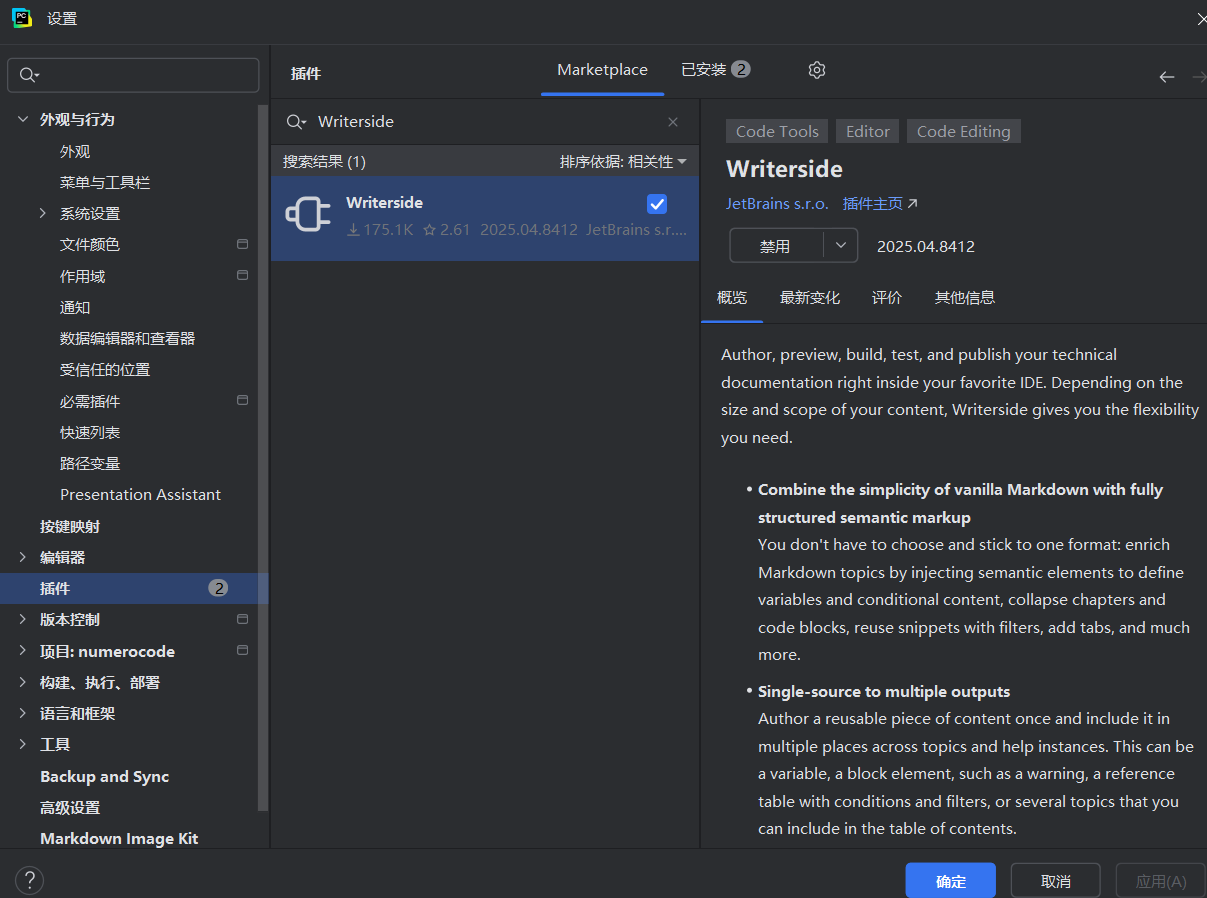 PC
设置
外观与行为
外观
菜单与工具栏
系统设置
文件颜色
作用域
通知
数据编辑器和查看器
受信任的位置
必需插件
快速列表
路径变量
Presentation Assistant
按键映射
编辑器
插件 2
版本控制
项目: numerocode
构建、执行、部署
语言和框架
工具
Backup and Sync
高级设置
Markdown Image Kit
?
插件
Marketplace
已安装 2
Writerside
搜索结果 (1)
排序依据: 相关性
Writerside
175.1K 2.61 2025.04.8412 JetBrains s.r....
Code Tools Editor Code Editing
Writerside
JetBrains s.r.o. 插件主页
禁用 2025.04.8412
概览 最新变化 评价 其他信息
Author, preview, build, test, and publish your technical
documentation right inside your favorite IDE. Depending on the
size and scope of your content, Writerside gives you the flexibility
you need.
• Combine the simplicity of vanilla Markdown with fully
structured semantic markup
You don't have to choose and stick to one format: enrich
Markdown topics by injecting semantic elements to define
variables and conditional content, collapse chapters and
code blocks, reuse snippets with filters, add tabs, and much
more.
• Single-source to multiple outputs
Author a reusable piece of content once and include it in
multiple places across topics and help instances. This can be
a variable, a block element, such as a warning, a reference
table with conditions and filters, or several topics that you
can include in the table of contents.
确定 取消 应用(A)